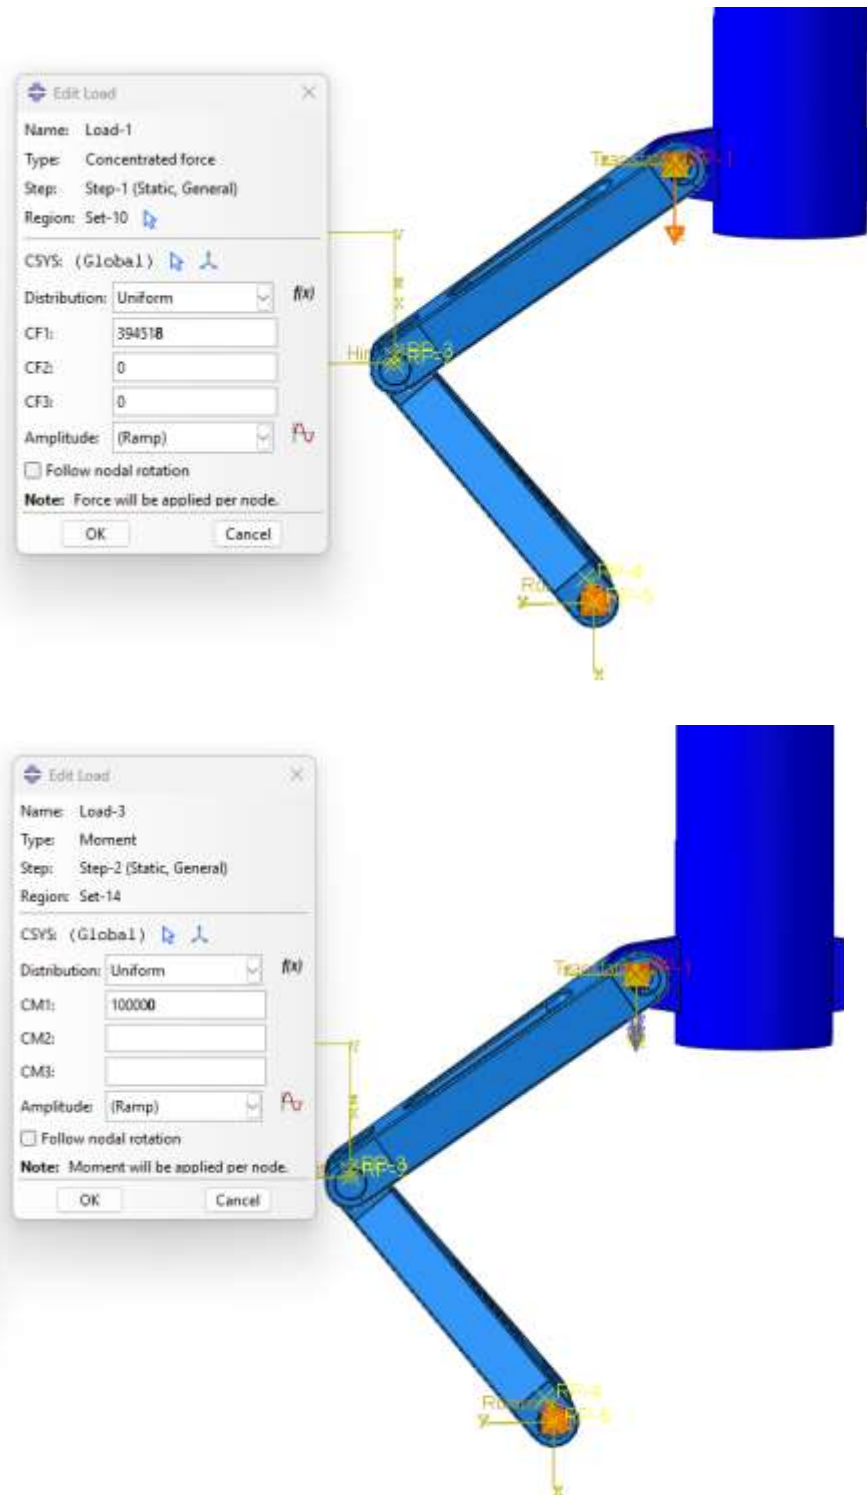 Edit Load
Name: Load-1
Type: Concentrated force
Step: Step-1 (Static, General)
Region: Set-10
CSYS: (Global)
Distribution: Uniform f(x)
CF1: 394518
CF2: 0
CF3: 0
Amplitude: (Ramp)
Follow nodal rotation
Note: Force will be applied per node.
OK Cancel
RP-3
RP-4
Edit Load
Name: Load-3
Type: Moment
Step: Step-2 (Static, General)
Region: Set-14
CSYS: (Global)
Distribution: Uniform f(x)
CM1: 100000
CM2:
CM3:
Amplitude: (Ramp)
Follow nodal rotation
Note: Moment will be applied per node.
OK Cancel
RP-3
RP-4